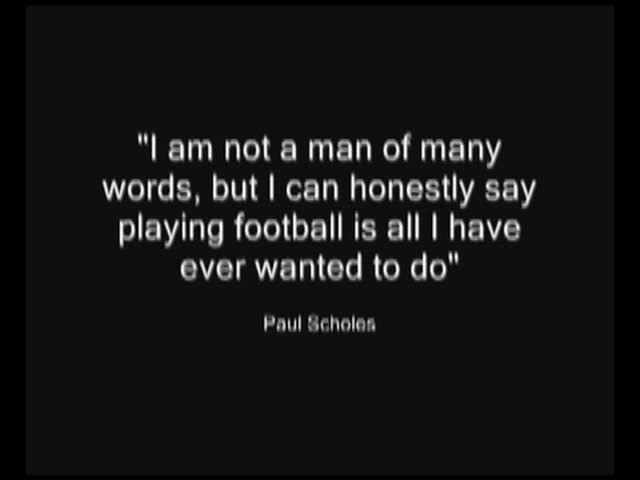 "I am not a man of many
words, but I can honestly say
playing football is all I have
ever wanted to do"
Paul Scholes